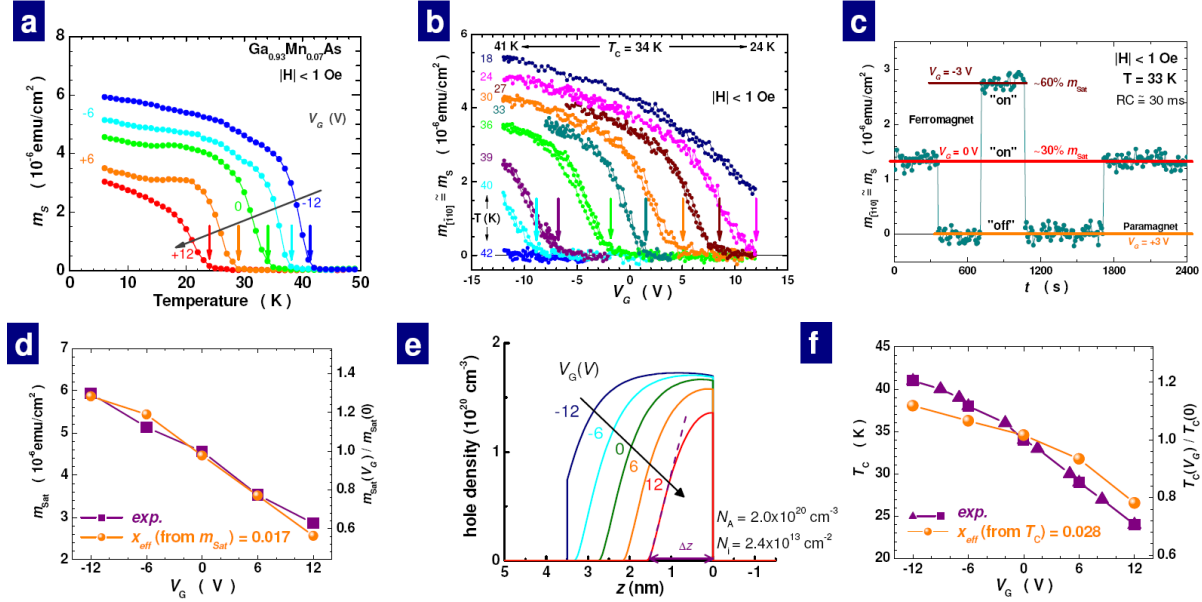 a
Ga0.93Mn0.07As
|H| < 1 Oe
VG (V)
-6
+6
0
-12
+12
mS ( 10-6emu/cm2 )
0
2
4
6
8
0
10
20
30
40
50
Temperature ( K )
b
41 K
TC = 34 K
24 K
|H| < 1 Oe
18
24
27
30
33
36
39
40
T (K)
42
m[110] ≅ mS ( 10-6 emu/cm2 )
0
2
4
6
-15
-10
-5
0
5
10
15
VG ( V )
c
VG = -3 V
~60% mSat
|H| < 1 Oe
T = 33 K
RC ≅ 30 ms
"on"
Ferromagnet
VG = 0 V
"on"
~30% mSat
"off"
Paramagnet
VG = +3 V
m[110] ≅ mS ( 10-6 emu/cm2 )
0
1
2
3
0
600
1200
1800
2400
t ( s )
d
mSat ( 10-6emu/cm2 )
2
3
4
5
6
7
-12
-6
0
6
12
VG ( V )
exp.
xeff (from mSat) = 0.017
0.6
0.8
1.0
1.2
1.4
mSat(VG) / mSat(0)
e
VG(V)
-12
-6
0
6
12
NA = 2.0x1020 cm-3
Ni = 2.4x1013 cm-2
Δz
hole density (1020 cm-3)
0
1
2
5
4
3
2
1
0
-1
z (nm)
f
TC ( K )
15
20
25
30
35
40
45
-12
-6
0
6
12
VG ( V )
exp.
xeff (from TC) = 0.028
0.6
0.8
1.0
1.2
TC(VG) / TC(0)